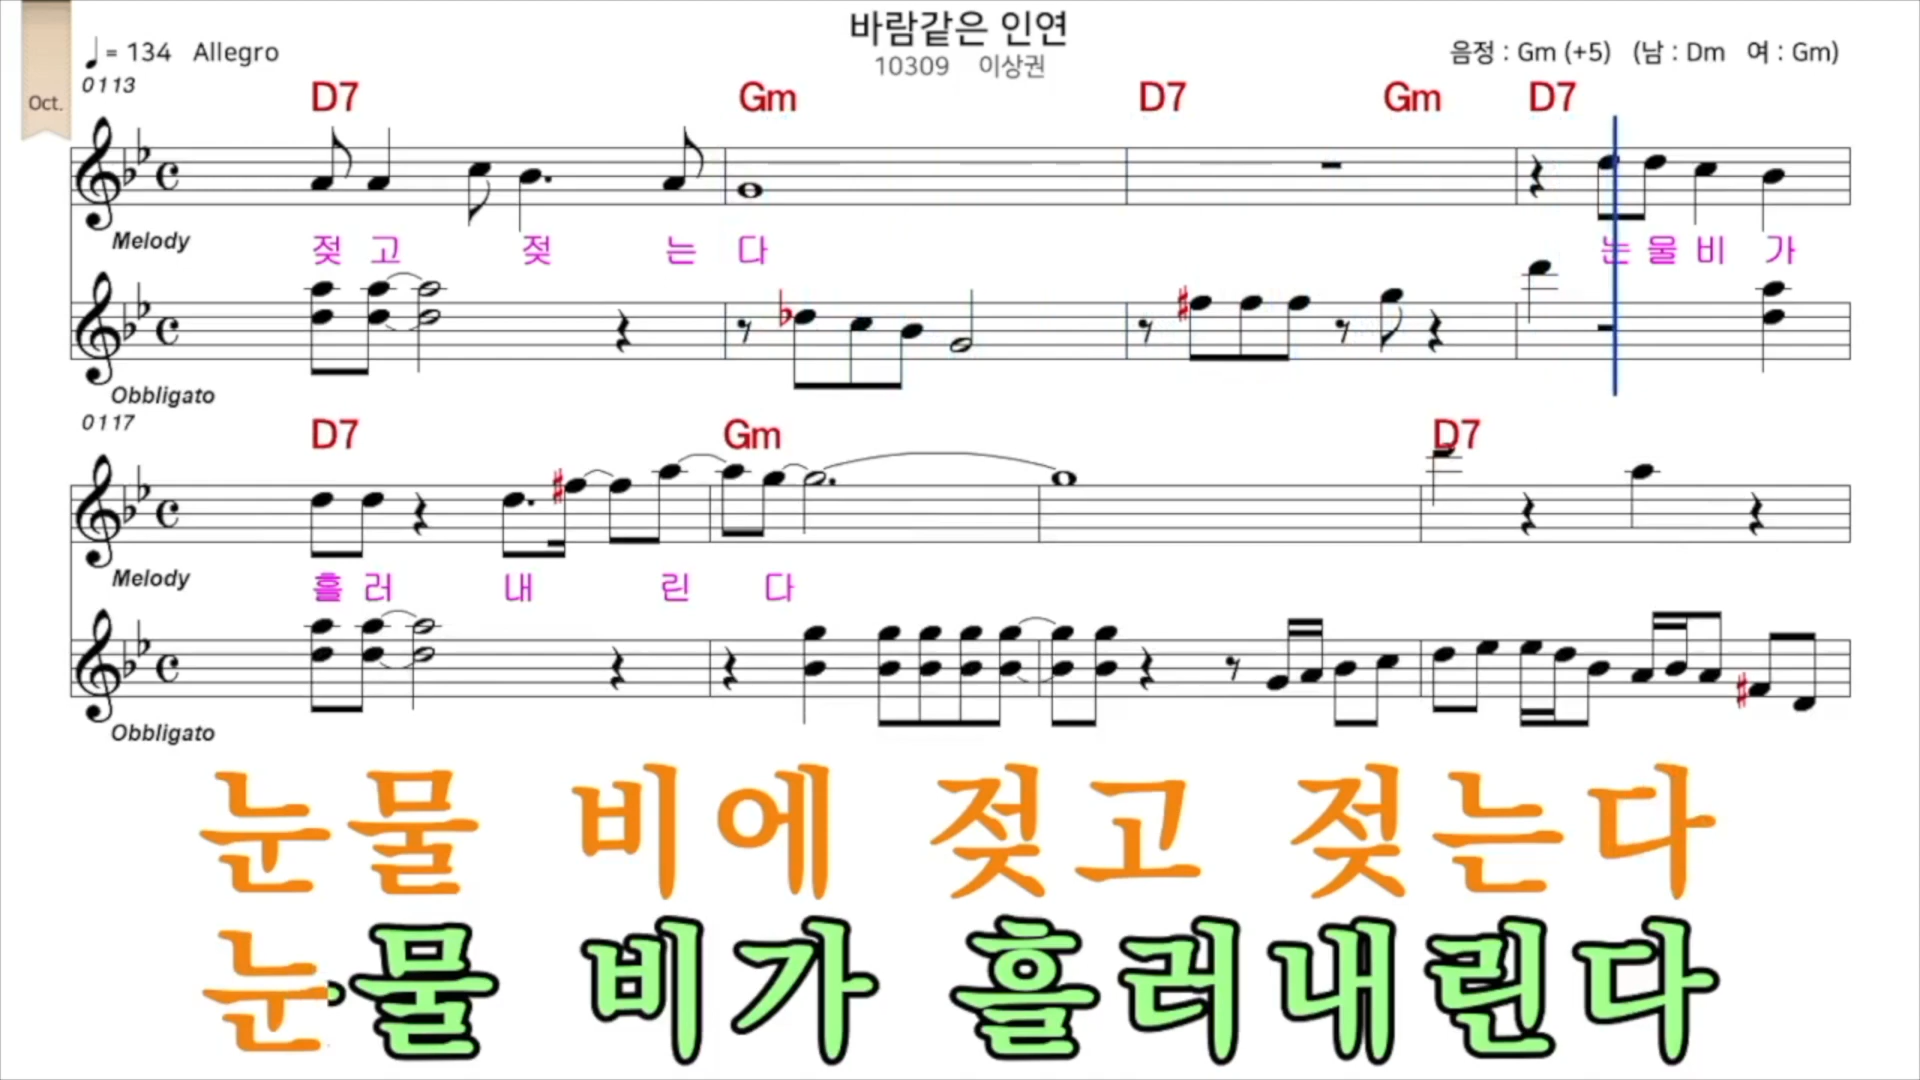 바람같은 인연
♩= 134 Allegro
10309 이상권
음정 : Gm (+5) (남 : Dm 여 : Gm)
Oct.
0113
D7 Gm D7 Gm D7
Melody
젖 고 젖 는 다 눈 물 비 가
Obbligato
0117
D7 Gm D7
Melody
흘 러 내 린 다
Obbligato
눈물 비에 젖고 젖는다
눈물 비가 흘러내린다